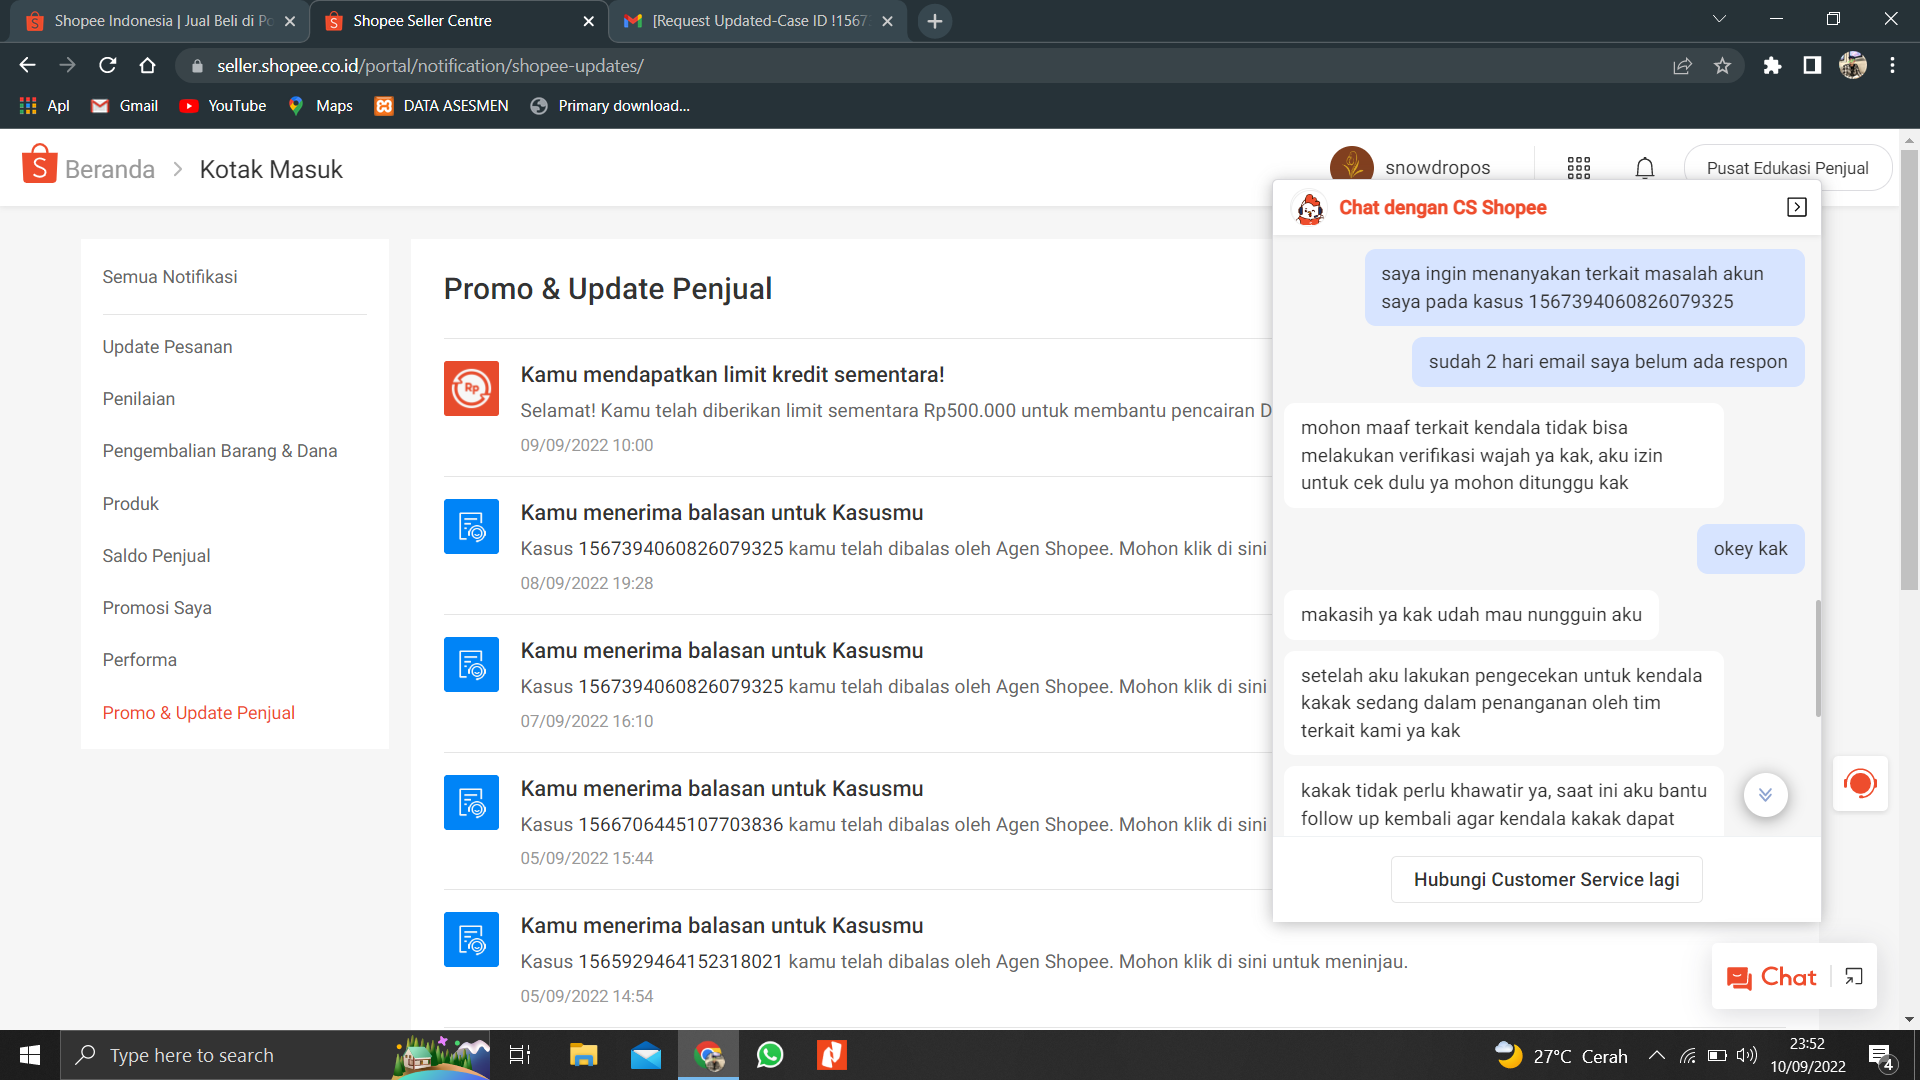 Shopee Indonesia | Jual Beli di Po
Shopee Seller Centre
[Request Updated-Case ID !1567
seller.shopee.co.id/portal/notification/shopee-updates/
Apl
Gmail
YouTube
Maps
DATA ASESMEN
Primary download...
Beranda > Kotak Masuk
snowdropos
Pusat Edukasi Penjual
Semua Notifikasi
Update Pesanan
Penilaian
Pengembalian Barang & Dana
Produk
Saldo Penjual
Promosi Saya
Performa
Promo & Update Penjual
Promo & Update Penjual
Rp
Kamu mendapatkan limit kredit sementara!
Selamat! Kamu telah diberikan limit sementara Rp500.000 untuk membantu pencairan D
09/09/2022 10:00
Kamu menerima balasan untuk Kasusmu
Kasus 1567394060826079325 kamu telah dibalas oleh Agen Shopee. Mohon klik di sini
08/09/2022 19:28
Kamu menerima balasan untuk Kasusmu
Kasus 1567394060826079325 kamu telah dibalas oleh Agen Shopee. Mohon klik di sini
07/09/2022 16:10
Kamu menerima balasan untuk Kasusmu
Kasus 1566706445107703836 kamu telah dibalas oleh Agen Shopee. Mohon klik di sini
05/09/2022 15:44
Kamu menerima balasan untuk Kasusmu
Kasus 1565929464152318021 kamu telah dibalas oleh Agen Shopee. Mohon klik di sini untuk meninjau.
05/09/2022 14:54
Chat dengan CS Shopee
saya ingin menanyakan terkait masalah akun
saya pada kasus 1567394060826079325
sudah 2 hari email saya belum ada respon
mohon maaf terkait kendala tidak bisa
melakukan verifikasi wajah ya kak, aku izin
untuk cek dulu ya mohon ditunggu kak
okey kak
makasih ya kak udah mau nungguin aku
setelah aku lakukan pengecekan untuk kendala
kakak sedang dalam penanganan oleh tim
terkait kami ya kak
kakak tidak perlu khawatir ya, saat ini aku bantu
follow up kembali agar kendala kakak dapat
Hubungi Customer Service lagi
Chat
Type here to search
27°C Cerah
23:52
10/09/2022
4